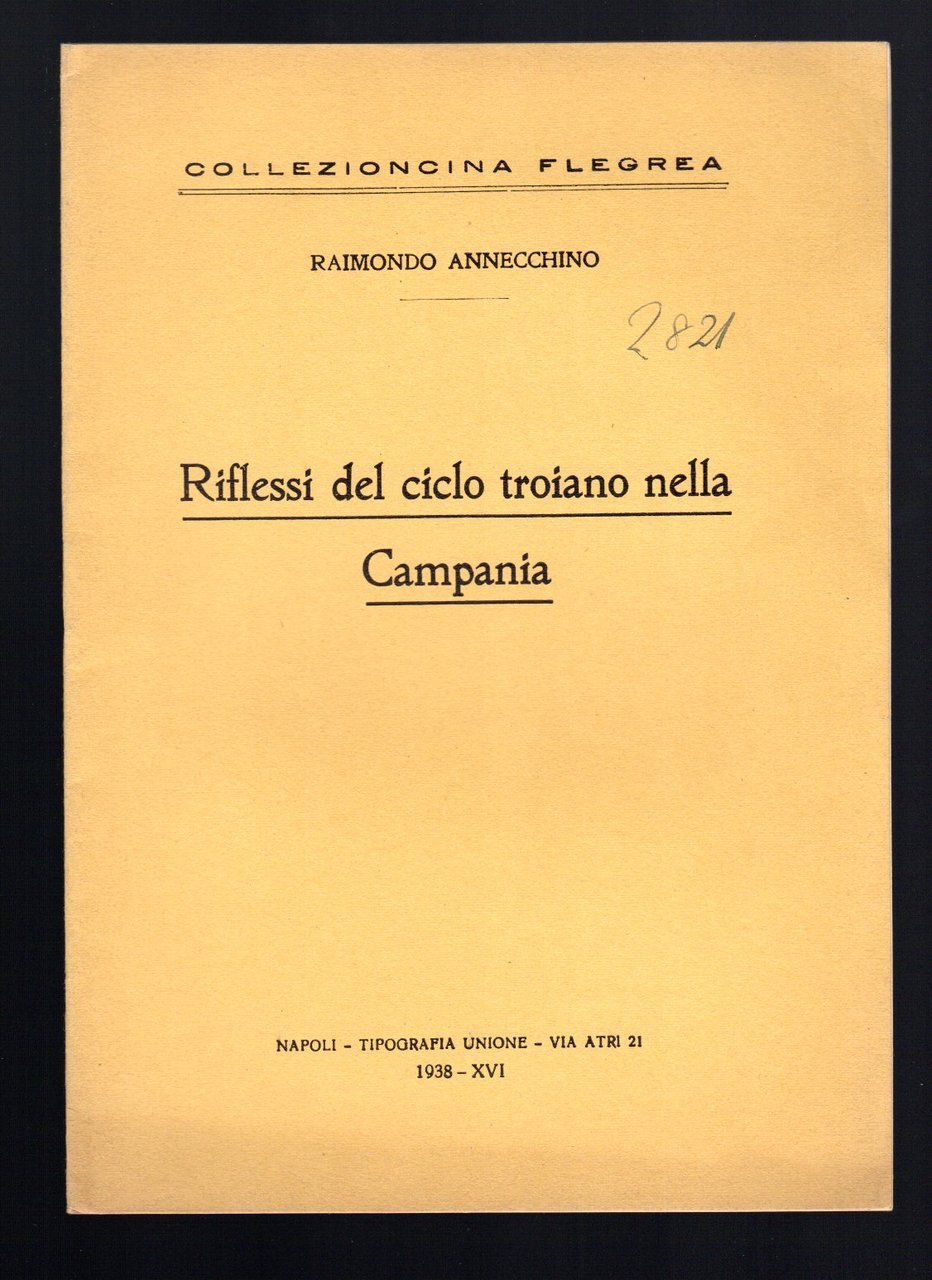 COLLEZIONCINA FLEGREA
RAIMONDO ANNECCHINO
2821
Riflessi del ciclo troiano nella
Campania
NAPOLI - TIPOGRAFIA UNIONE - VIA ATRI 21
1938 - XVI